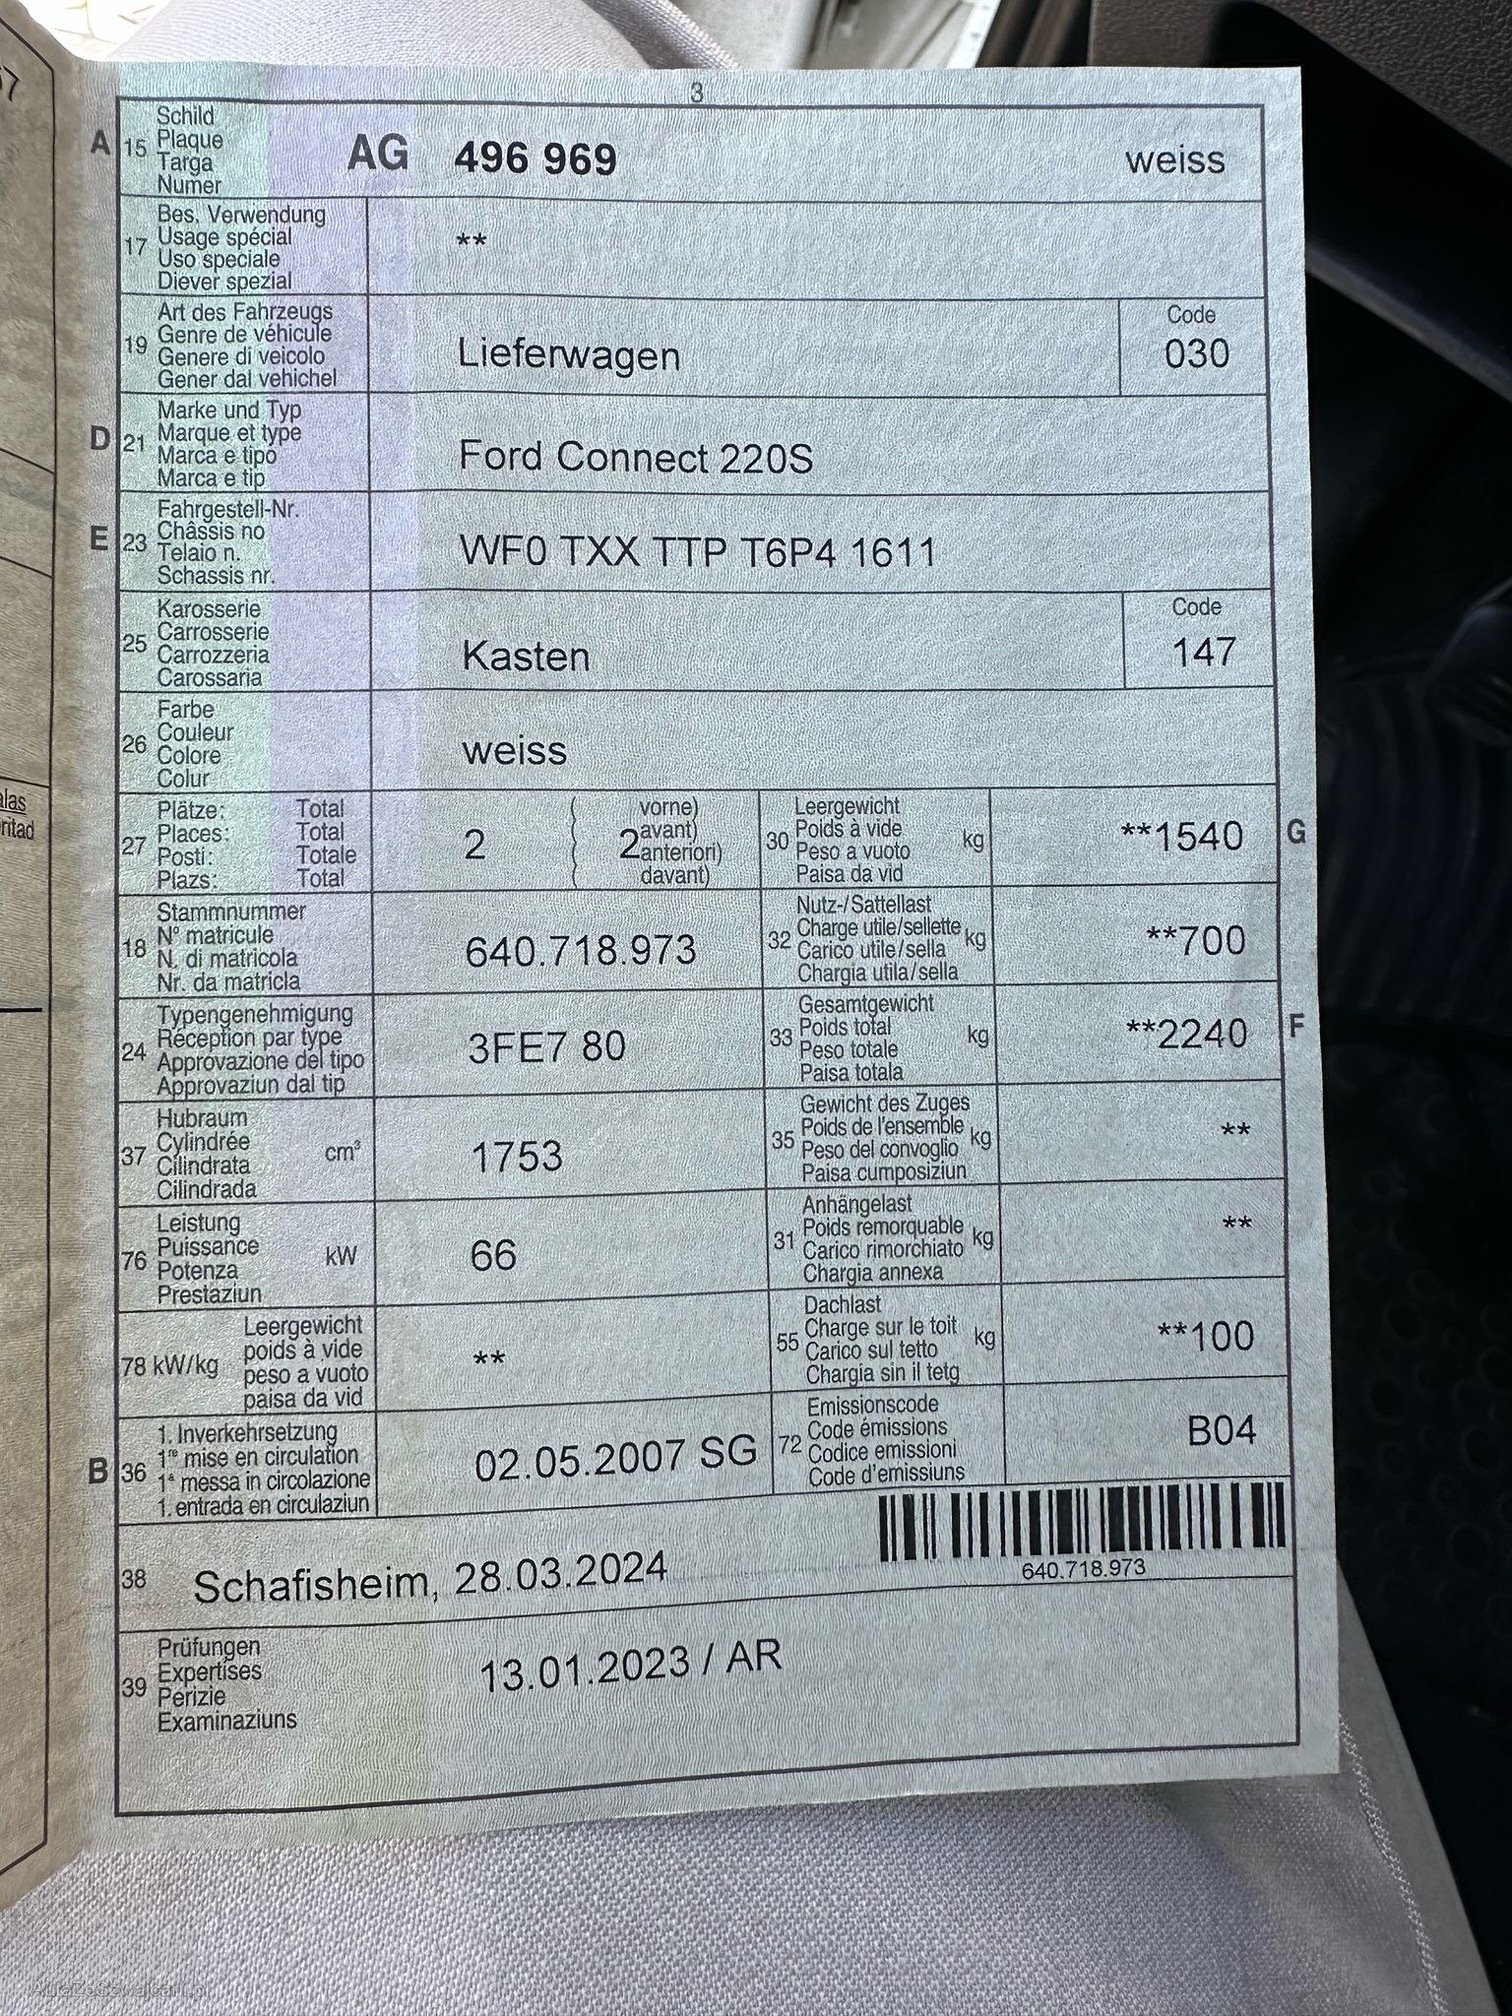 3
A 15 Schild
Plaque
Targa
Numer
AG 496 969 weiss
17 Bes. Verwendung
Usage spécial
Uso speciale
Diever spezial
**
19 Art des Fahrzeugs
Genre de véhicule
Genere di veicolo
Gener dal vehichel
Lieferwagen
Code
030
D 21 Marke und Typ
Marque et type
Marca e tipo
Marca e tip
Ford Connect 220S
E 23 Fahrgestell-Nr.
Châssis no
Telaio n.
Schassis nr.
WF0 TXX TTP T6P4 1611
25 Karosserie
Carrosserie
Carrozzeria
Carossaria
Kasten
Code
147
26 Farbe
Couleur
Colore
Colur
weiss
27 Plätze: Total
Places: Total
Posti: Totale
Plazs: Total
2 ( 2 vorne)
avant)
anteriori)
davant)
30 Leergewicht
Poids à vide kg
Peso a vuoto
Paisa da vid
**1540 G
18 Stammnummer
N° matricule
N. di matricola
Nr. da matricla
640.718.973
32 Nutz-/Sattellast
Charge utile/sellette kg
Carico utile/sella
Chargia utila/sella
**700
24 Typengenehmigung
Réception par type
Approvazione del tipo
Approvaziun dal tip
3FE7 80
33 Gesamtgewicht
Poids total kg
Peso totale
Paisa totala
**2240 F
37 Hubraum
Cylindrée cm³
Cilindrata
Cilindrada
1753
35 Gewicht des Zuges
Poids de l'ensemble kg
Peso del convoglio
Paisa cumposiziun
**
76 Leistung
Puissance kW
Potenza
Prestaziun
66
31 Anhängelast
Poids remorquable kg
Carico rimorchiato
Chargia annexa
**
78 kW/kg Leergewicht
poids à vide
peso a vuoto
paisa da vid
**
55 Dachlast
Charge sur le toit kg
Carico sul tetto
Chargia sin il tetg
**100
B 36 1. Inverkehrsetzung
1re mise en circulation
1a messa in circolazione
1. entrada en circulaziun
02.05.2007 SG
72 Emissionscode
Code émissions
Codice emissioni
Code d'emissiuns
B04
38 Schafisheim, 28.03.2024
640.718.973
39 Prüfungen
Expertises
Perizie
Examinaziuns
13.01.2023 / AR
AutaZeSzwajcarii.pl